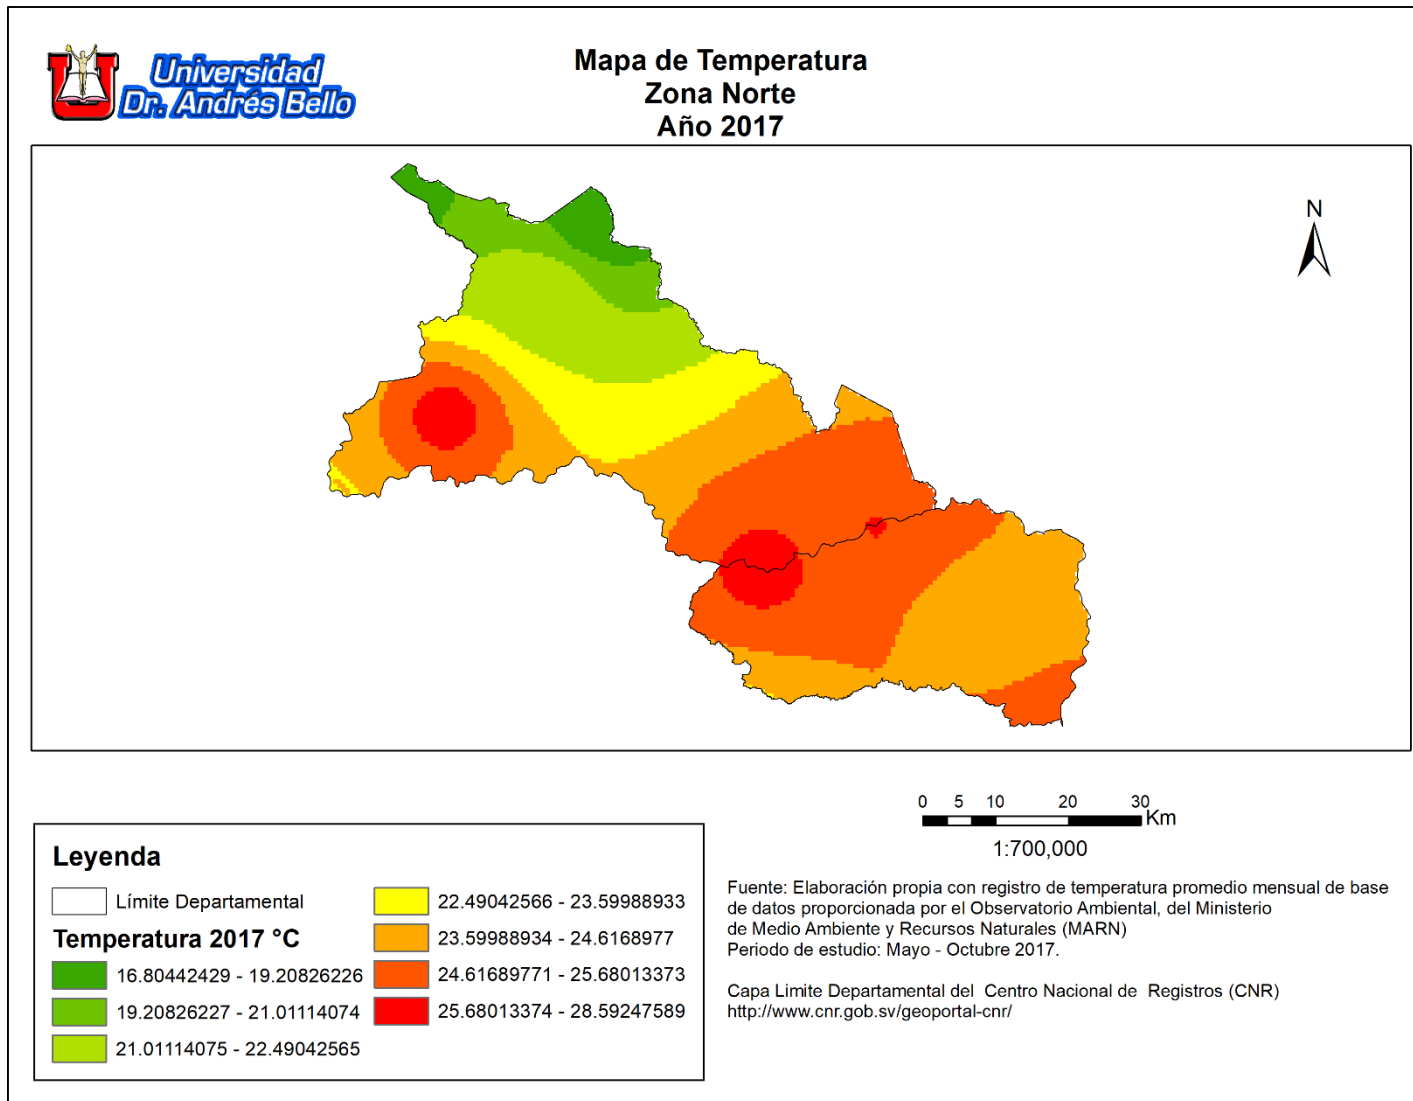 Universidad
Dr. Andrés Bello
Mapa de Temperatura
Zona Norte
Año 2017
N
0 5 10 20 30
Km
1:700,000
Leyenda
Límite Departamental
Temperatura 2017 °C
16.80442429 - 19.20826226
19.20826227 - 21.01114074
21.01114075 - 22.49042565
22.49042566 - 23.59988933
23.59988934 - 24.6168977
24.61689771 - 25.68013373
25.68013374 - 28.59247589
Fuente: Elaboración propia con registro de temperatura promedio mensual de base
de datos proporcionada por el Observatorio Ambiental, del Ministerio
de Medio Ambiente y Recursos Naturales (MARN)
Periodo de estudio: Mayo - Octubre 2017.
Capa Limite Departamental del Centro Nacional de Registros (CNR)
http://www.cnr.gob.sv/geoportal-cnr/